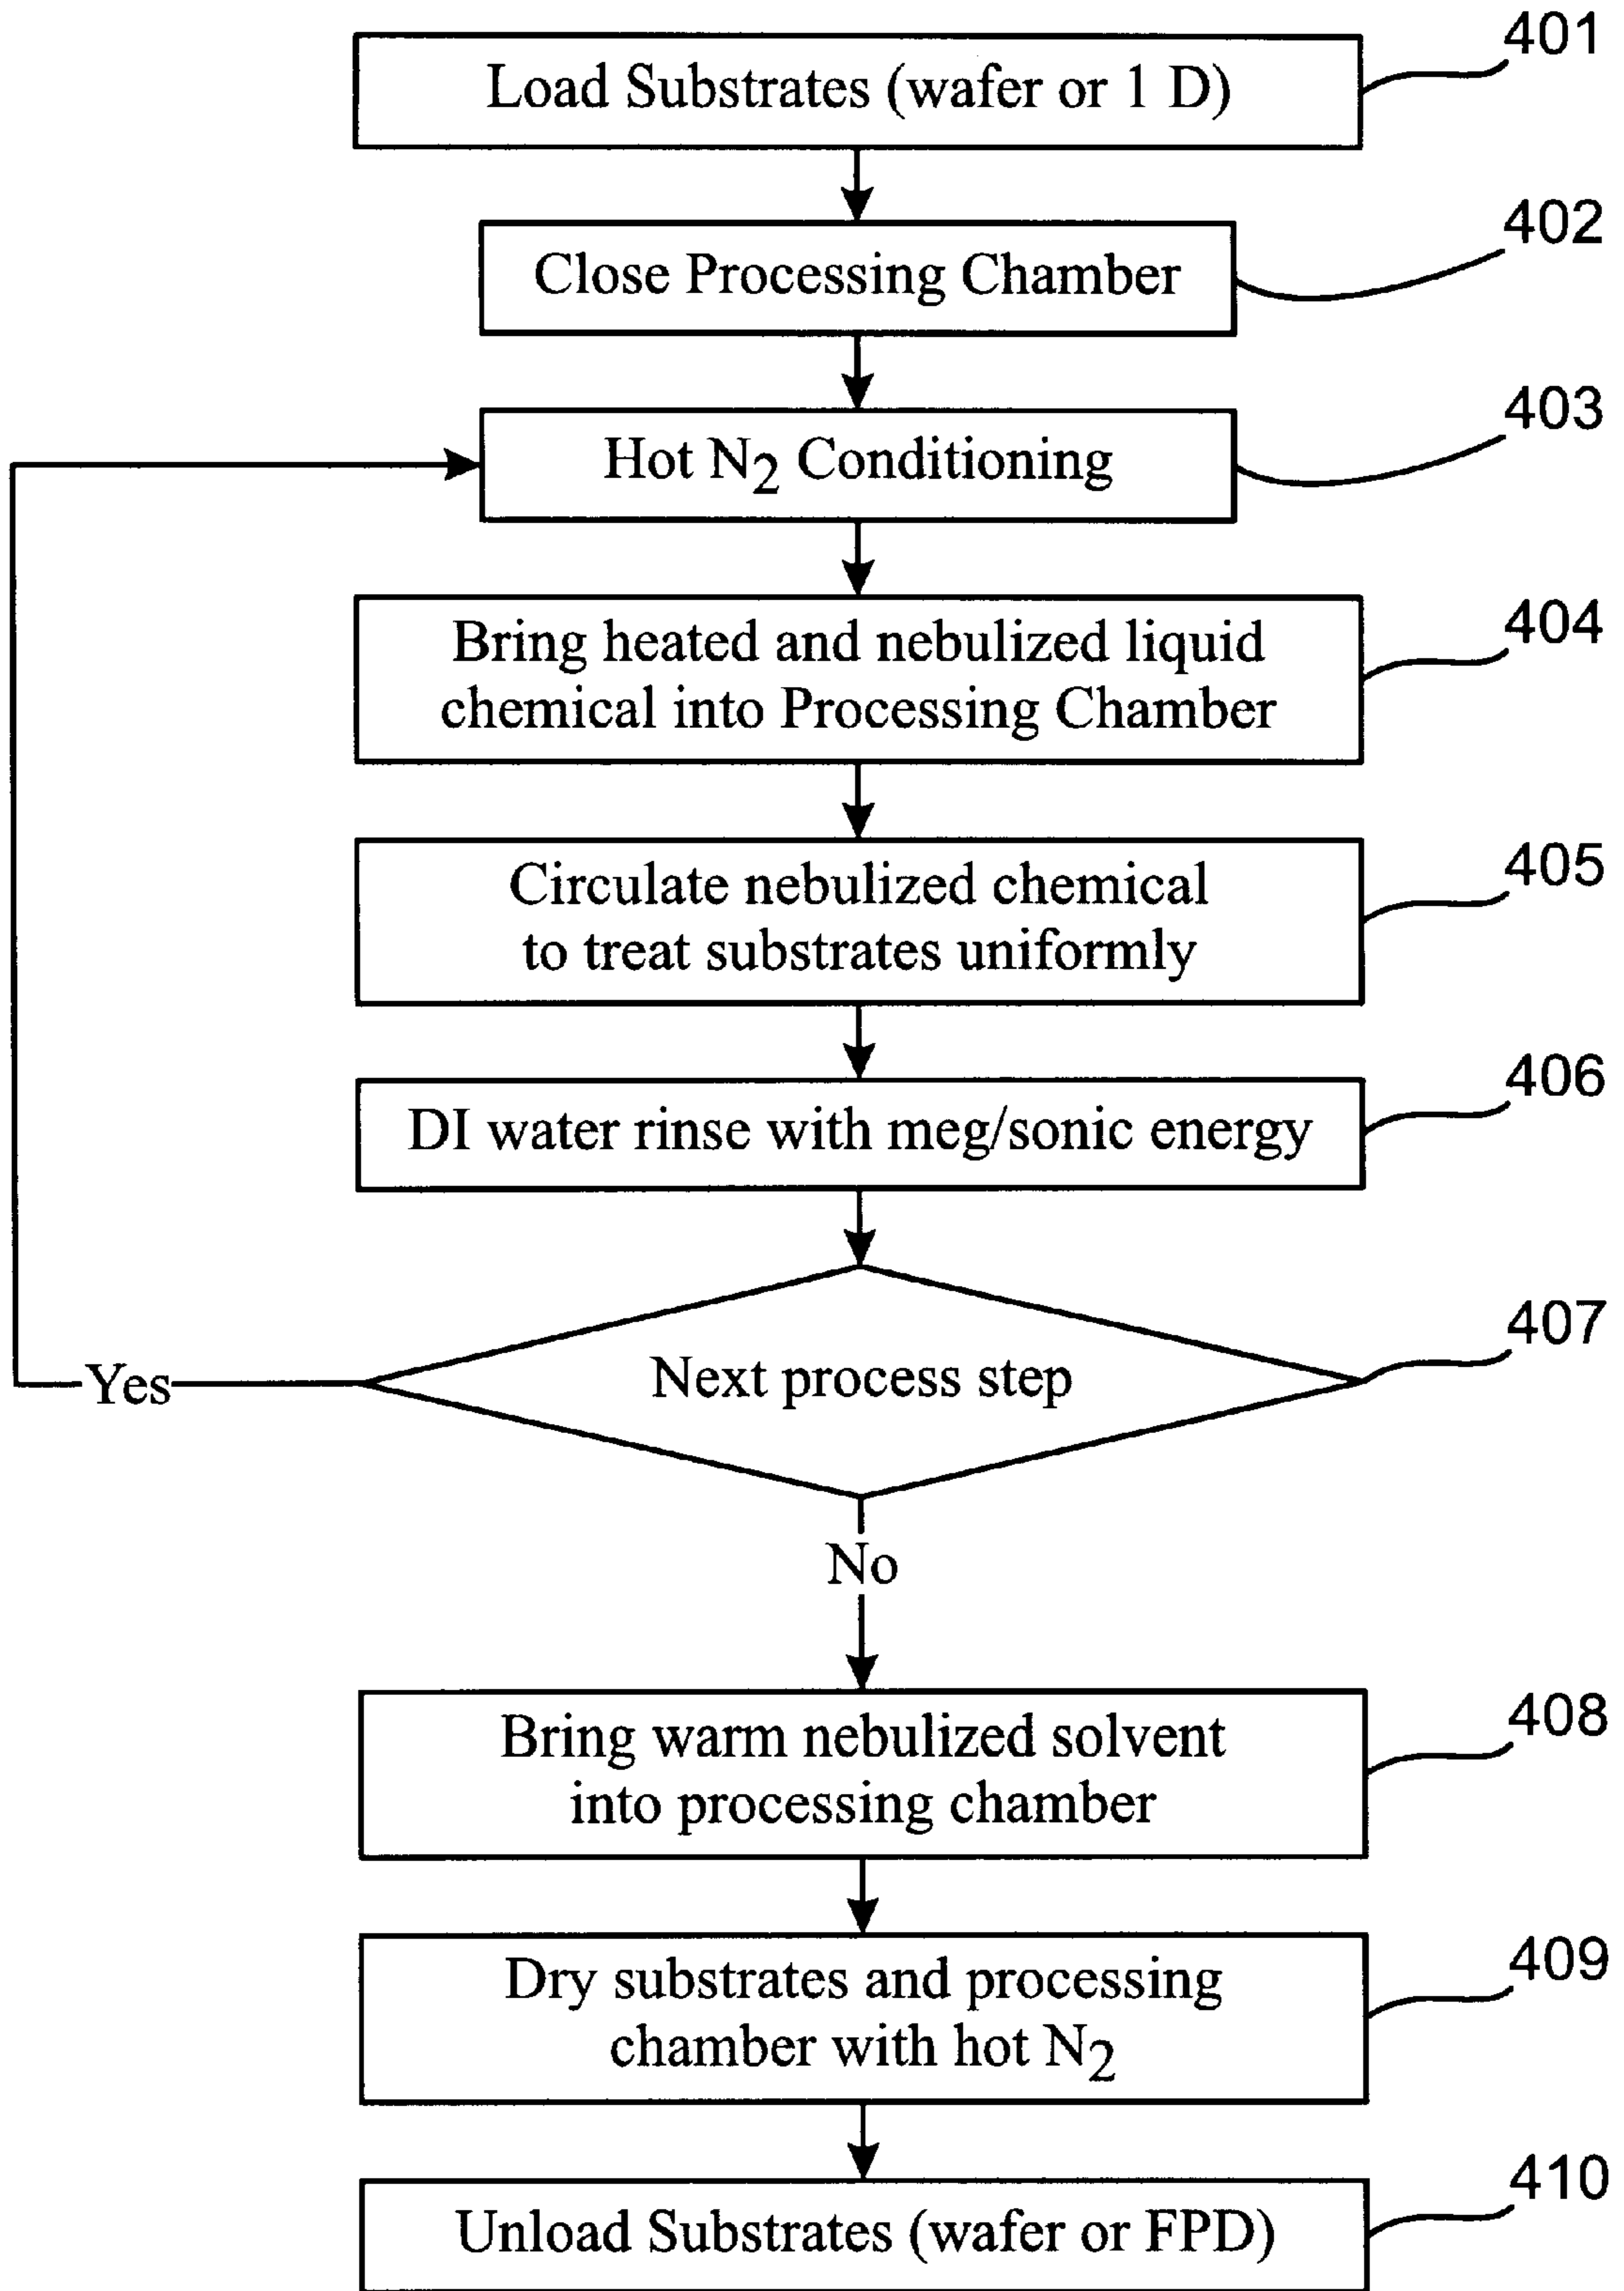 401
Load Substrates (wafer or 1 D)
402
Close Processing Chamber
403
Hot N2 Conditioning
404
Bring heated and nebulized liquid
chemical into Processing Chamber
405
Circulate nebulized chemical
to treat substrates uniformly
406
DI water rinse with meg/sonic energy
407
Next process step
Yes
No
408
Bring warm nebulized solvent
into processing chamber
409
Dry substrates and processing
chamber with hot N2
410
Unload Substrates (wafer or FPD)